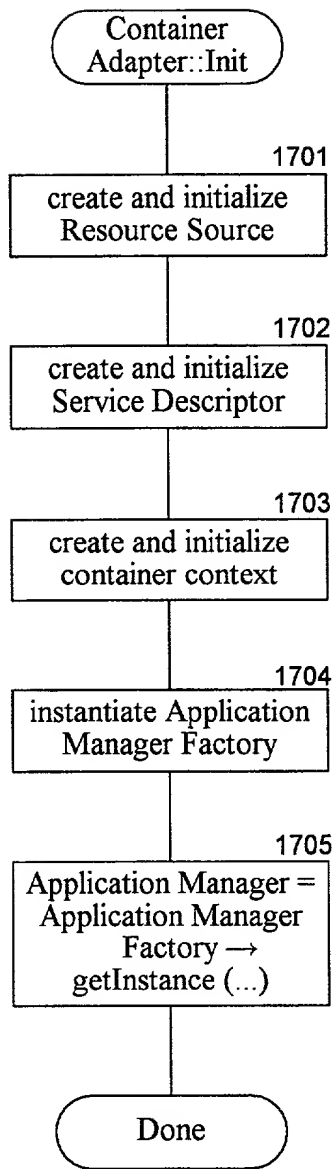 Container
Adapter::Init
1701
create and initialize
Resource Source
1702
create and initialize
Service Descriptor
1703
create and initialize
container context
1704
instantiate Application
Manager Factory
1705
Application Manager =
Application Manager
Factory →
getInstance (...)
Done